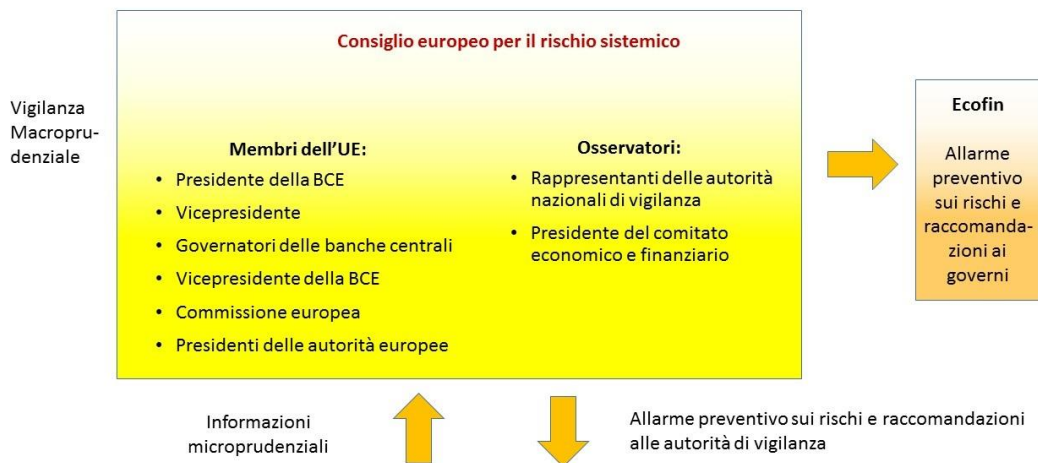 Consiglio europeo per il rischio sistemico
Vigilanza
Macropru-
denziale
Membri dell'UE:
• Presidente della BCE
• Vicepresidente
• Governatori delle banche centrali
• Vicepresidente della BCE
• Commissione europea
• Presidenti delle autorità europee
Osservatori:
• Rappresentanti delle autorità
nazionali di vigilanza
• Presidente del comitato
economico e finanziario
Ecofin
Allarme
preventivo
sui rischi e
raccomanda-
zioni ai
governi
Informazioni
microprudenziali
Allarme preventivo sui rischi e raccomandazioni
alle autorità di vigilanza